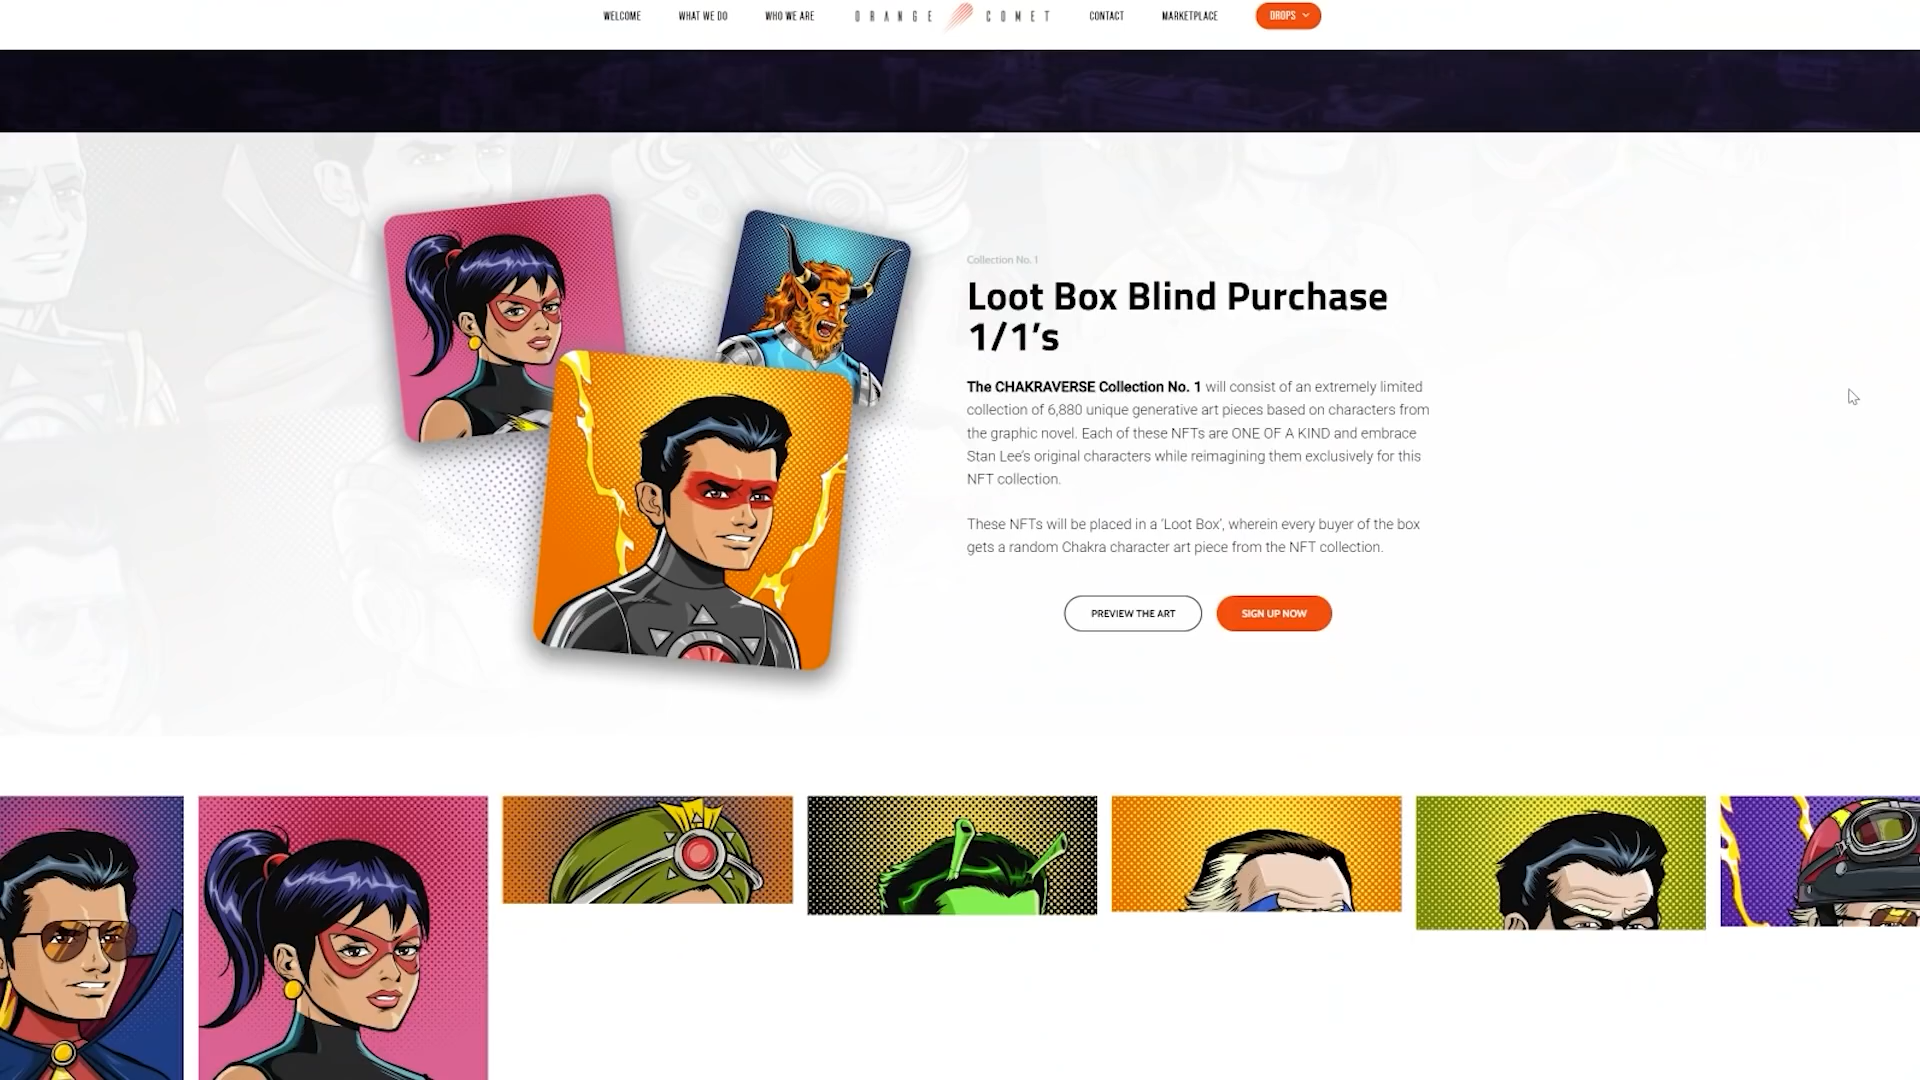 WELCOME WHAT WE DO WHO WE ARE ORANGE COMET CONTACT MARKETPLACE DROPS
Collection No. 1
Loot Box Blind Purchase
1/1’s
The CHAKRAVERSE Collection No. 1 will consist of an extremely limited
collection of 6,880 unique generative art pieces based on characters from
the graphic novel. Each of these NFTs are ONE OF A KIND and embrace
Stan Lee’s original characters while reimagining them exclusively for this
NFT collection.
These NFTs will be placed in a ‘Loot Box’, wherein every buyer of the box
gets a random Chakra character art piece from the NFT collection.
PREVIEW THE ART SIGN UP NOW